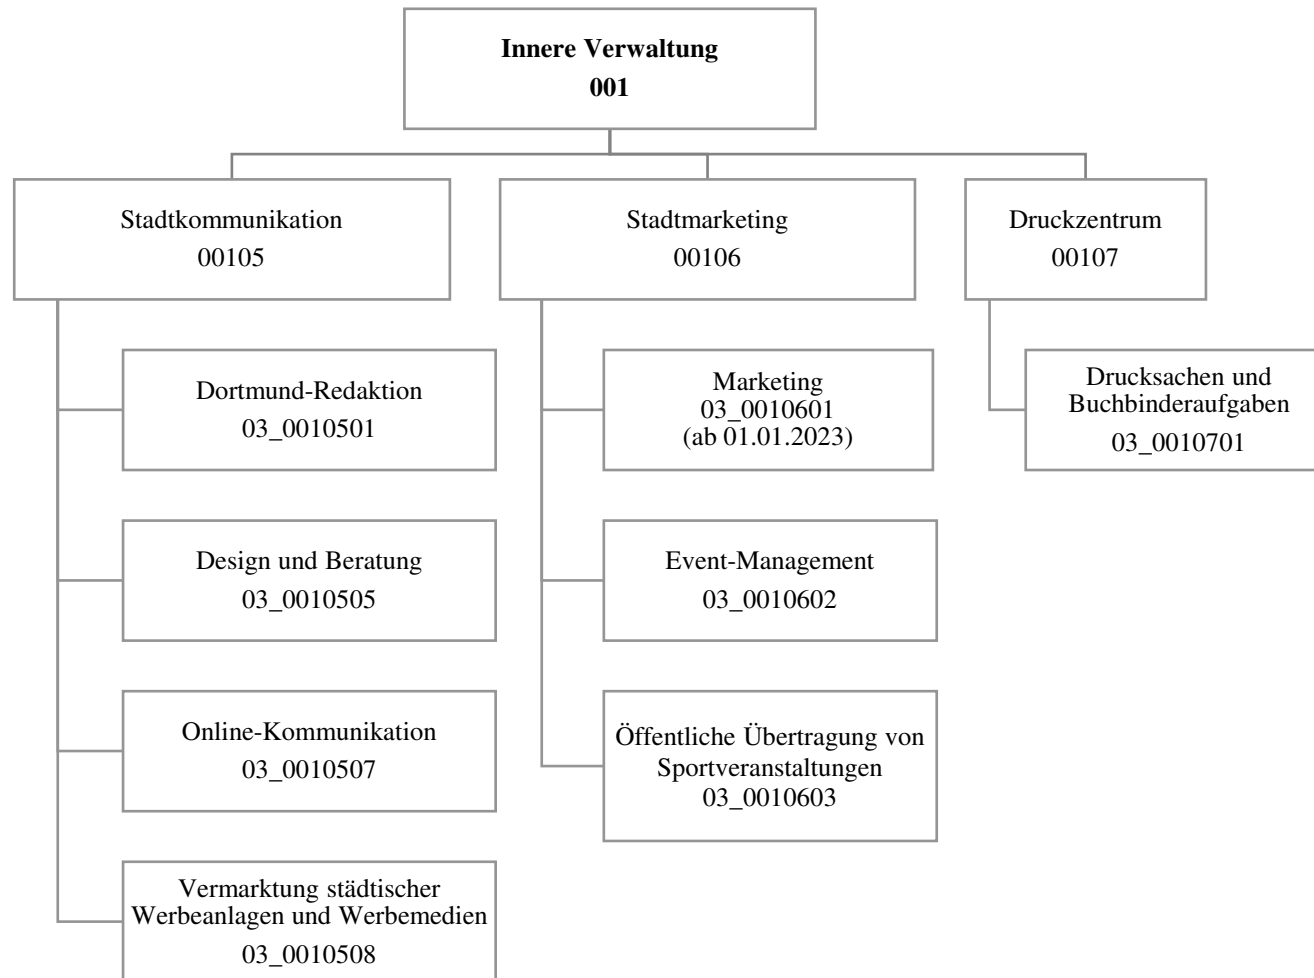 Innere Verwaltung
001
Stadtkommunikation
00105
Stadtmarketing
00106
Druckzentrum
00107
Dortmund-Redaktion
03_0010501
Marketing
03_0010601
(ab 01.01.2023)
Drucksachen und
Buchbinderaufgaben
03_0010701
Design und Beratung
03_0010505
Event-Management
03_0010602
Online-Kommunikation
03_0010507
Öffentliche Übertragung von
Sportveranstaltungen
03_0010603
Vermarktung städtischer
Werbeanlagen und Werbemedien
03_0010508